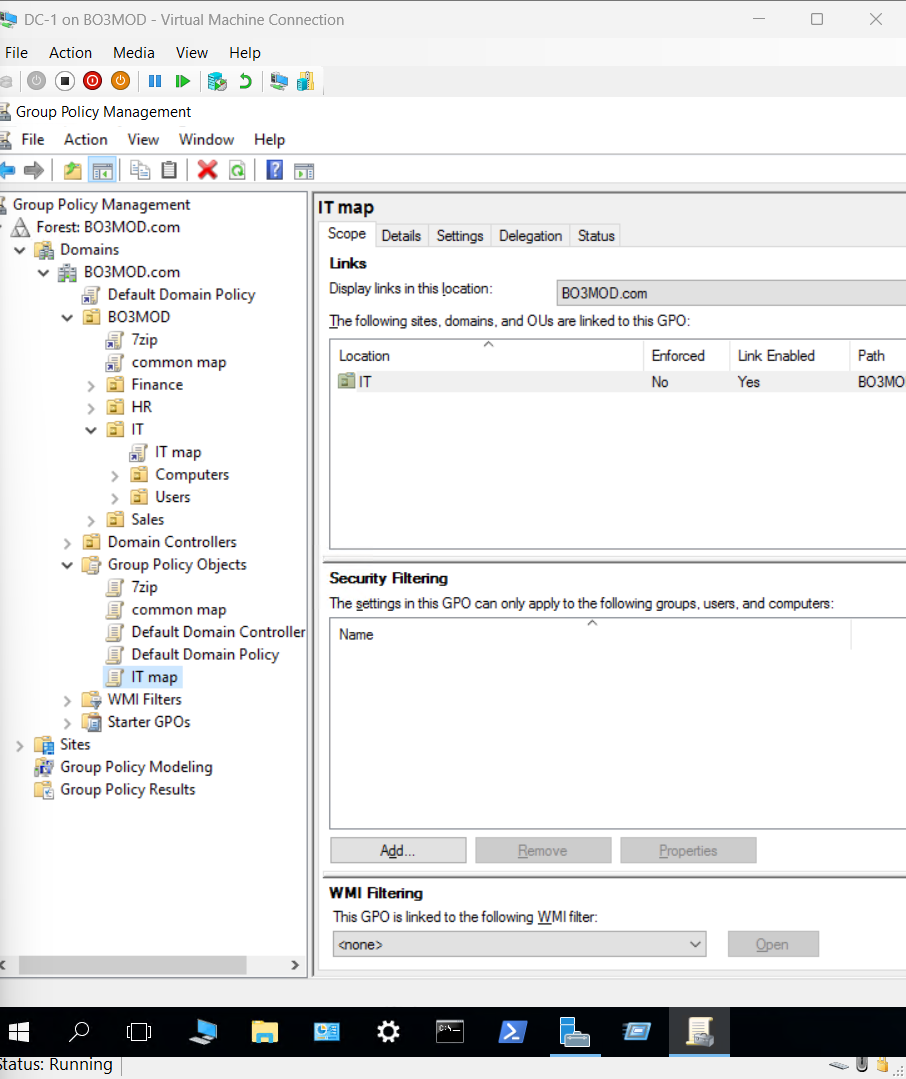 DC-1 on BO3MOD - Virtual Machine Connection
File Action Media View Help
Group Policy Management
File Action View Window Help
Group Policy Management
Forest: BO3MOD.com
Domains
BO3MOD.com
Default Domain Policy
BO3MOD
7zip
common map
Finance
HR
IT
IT map
Computers
Users
Sales
Domain Controllers
Group Policy Objects
7zip
common map
Default Domain Controller
Default Domain Policy
IT map
WMI Filters
Starter GPOs
Sites
Group Policy Modeling
Group Policy Results
IT map
Scope Details Settings Delegation Status
Links
Display links in this location: BO3MOD.com
The following sites, domains, and OUs are linked to this GPO:
Location Enforced Link Enabled Path
IT No Yes BO3MO
Security Filtering
The settings in this GPO can only apply to the following groups, users, and computers:
Name
Add... Remove Properties
WMI Filtering
This GPO is linked to the following WMI filter:
<none> Open
Status: Running